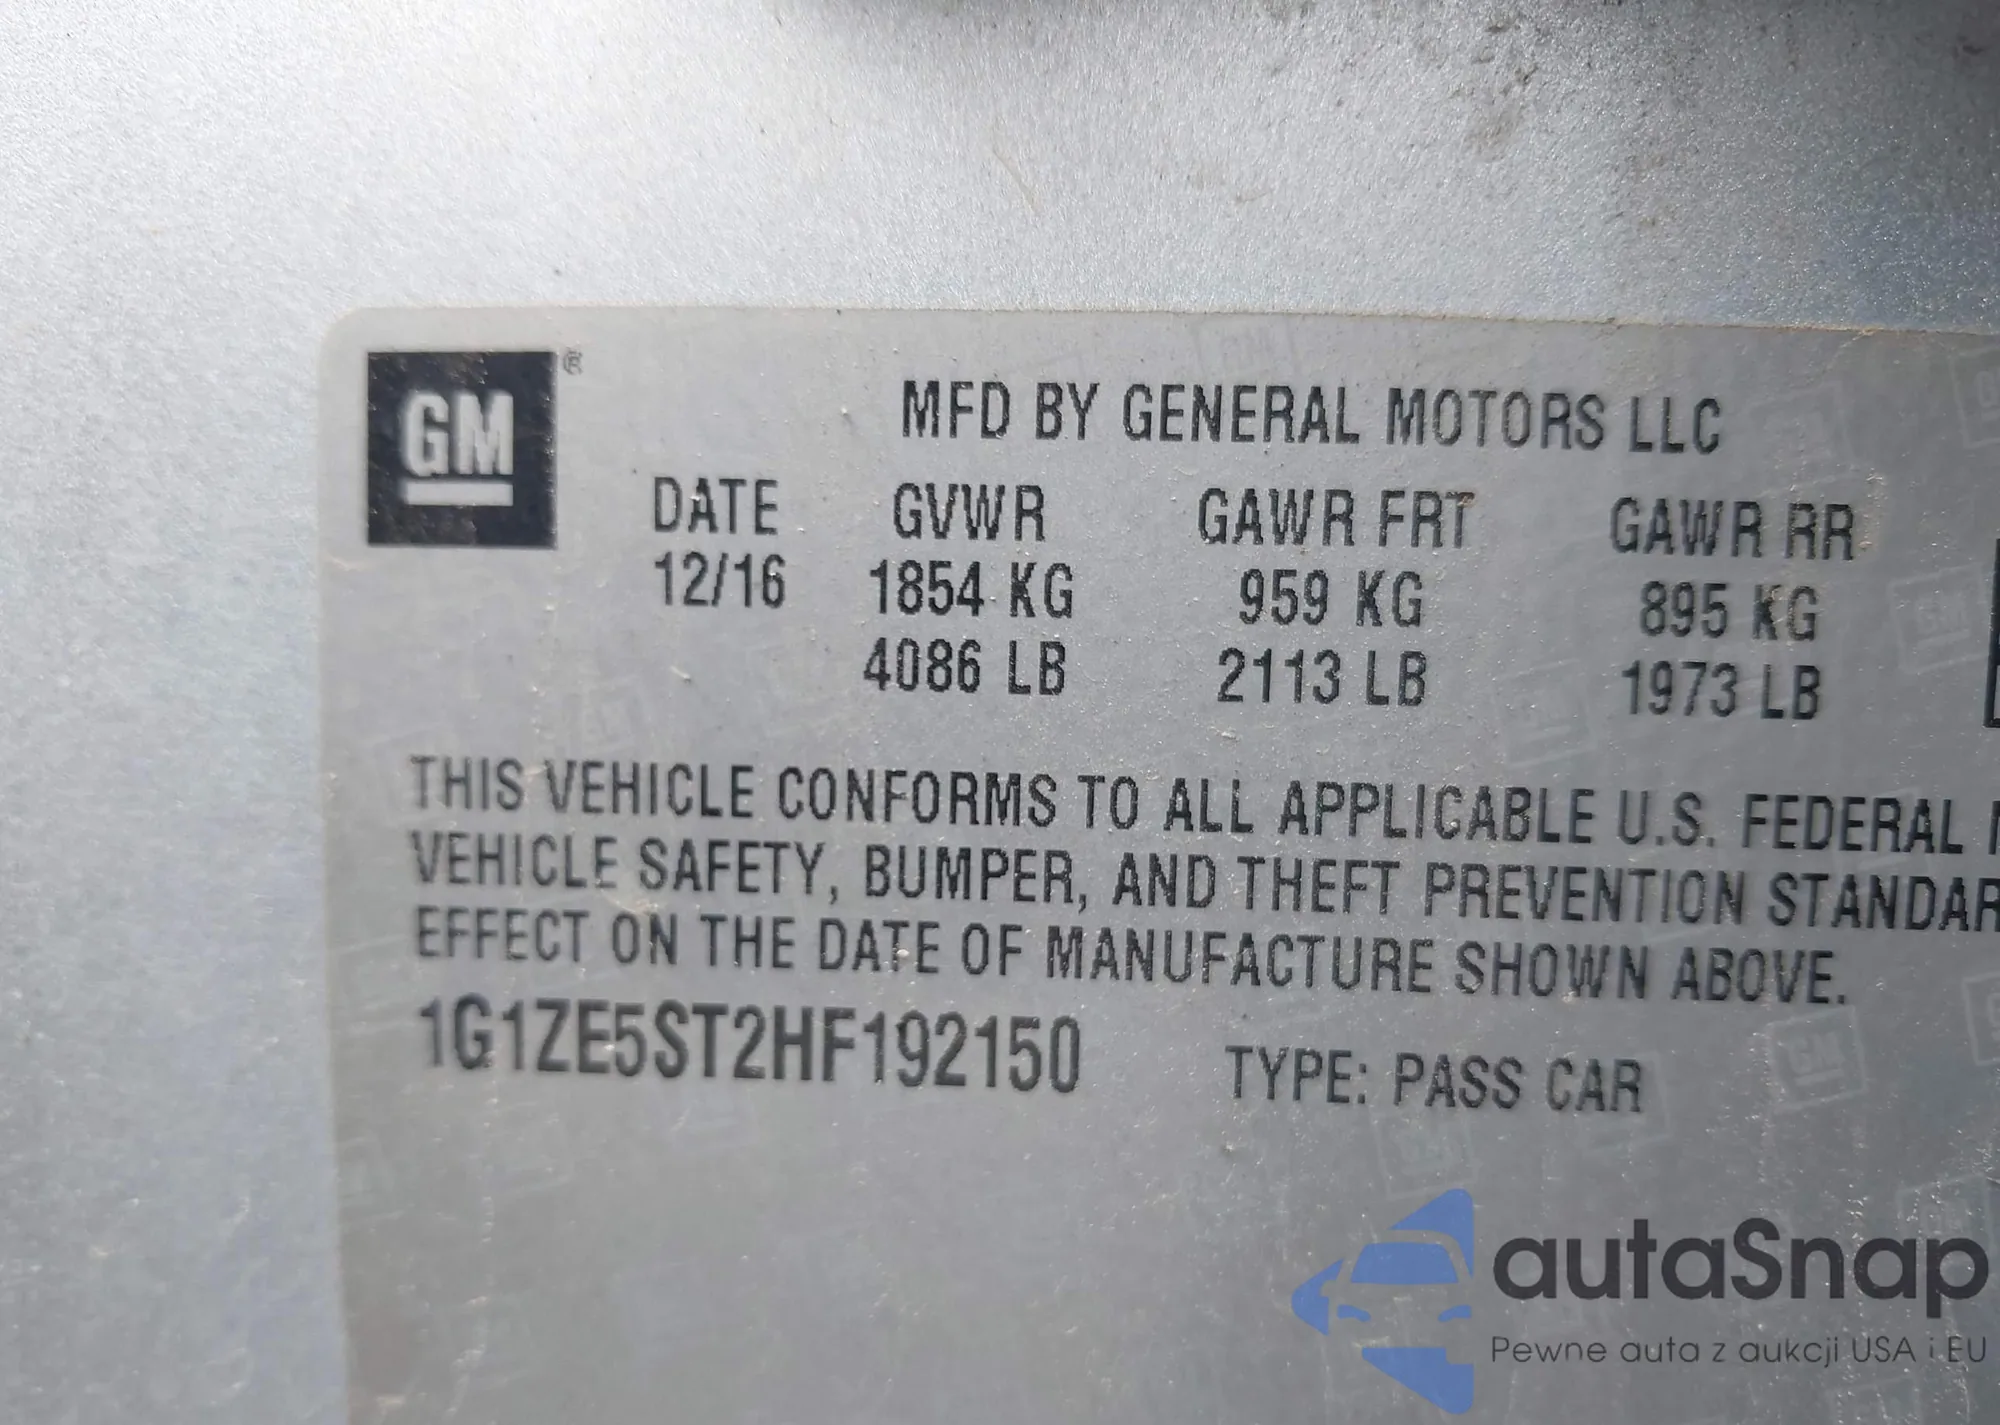 GM ®
MFD BY GENERAL MOTORS LLC
DATE GVWR GAWR FRT GAWR RR
12/16 1854 KG 959 KG 895 KG
4086 LB 2113 LB 1973 LB
THIS VEHICLE CONFORMS TO ALL APPLICABLE U.S. FEDERAL
VEHICLE SAFETY, BUMPER, AND THEFT PREVENTION STANDAR
EFFECT ON THE DATE OF MANUFACTURE SHOWN ABOVE.
1G1ZE5ST2HF192150 TYPE: PASS CAR
autaSnap
Pewne auta z aukcji USA i EU